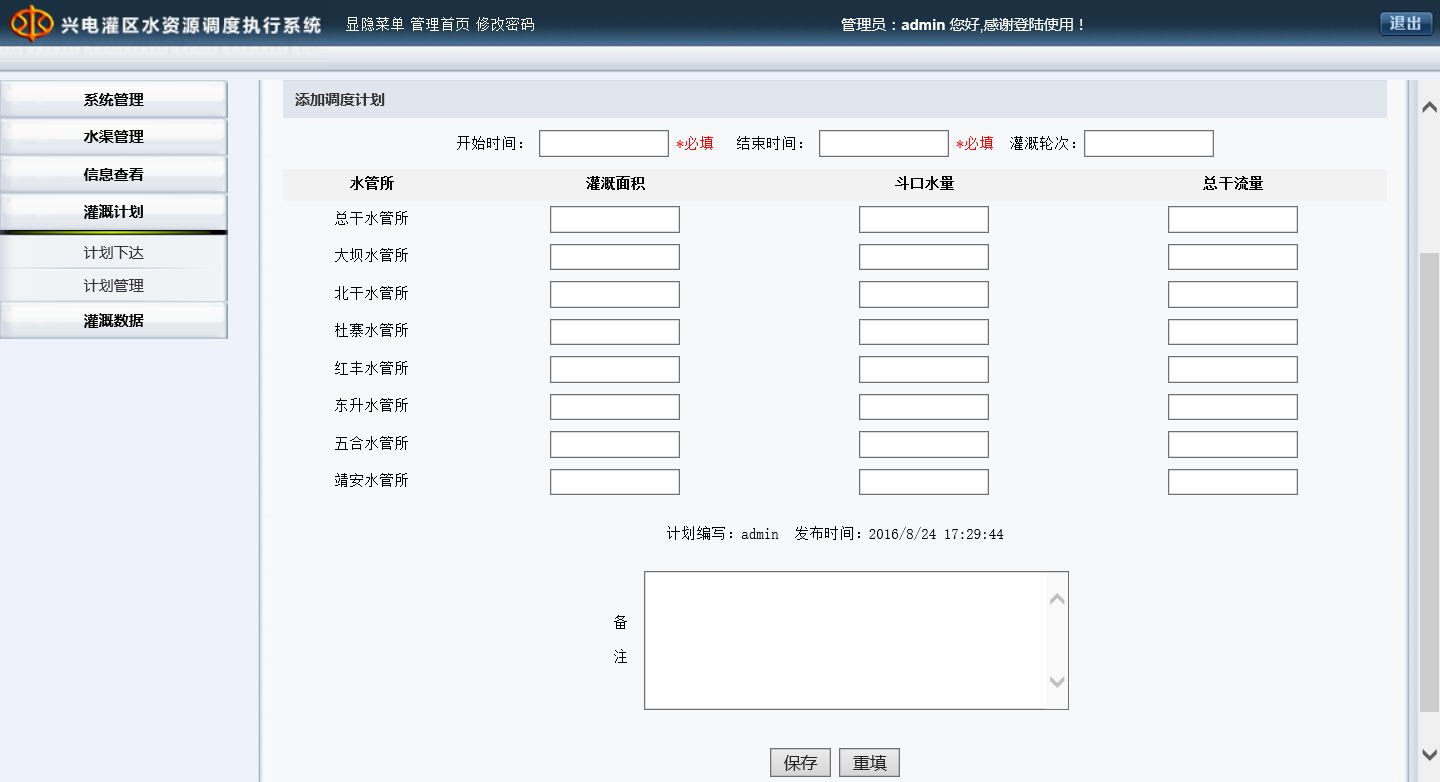 兴电灌区水资源调度执行系统 显隐菜单 管理首页 修改密码 管理员：admin 您好,感谢登陆使用！ 退出
系统管理
水渠管理
信息查看
灌溉计划
计划下达
计划管理
灌溉数据
添加调度计划
开始时间： *必填 结束时间： *必填 灌溉轮次：
水管所 灌溉面积 斗口水量 总干流量
总干水管所
大坝水管所
北干水管所
杜寨水管所
红丰水管所
东升水管所
五合水管所
靖安水管所
计划编写：admin 发布时间：2016/8/24 17:29:44
备
注
保存 重填